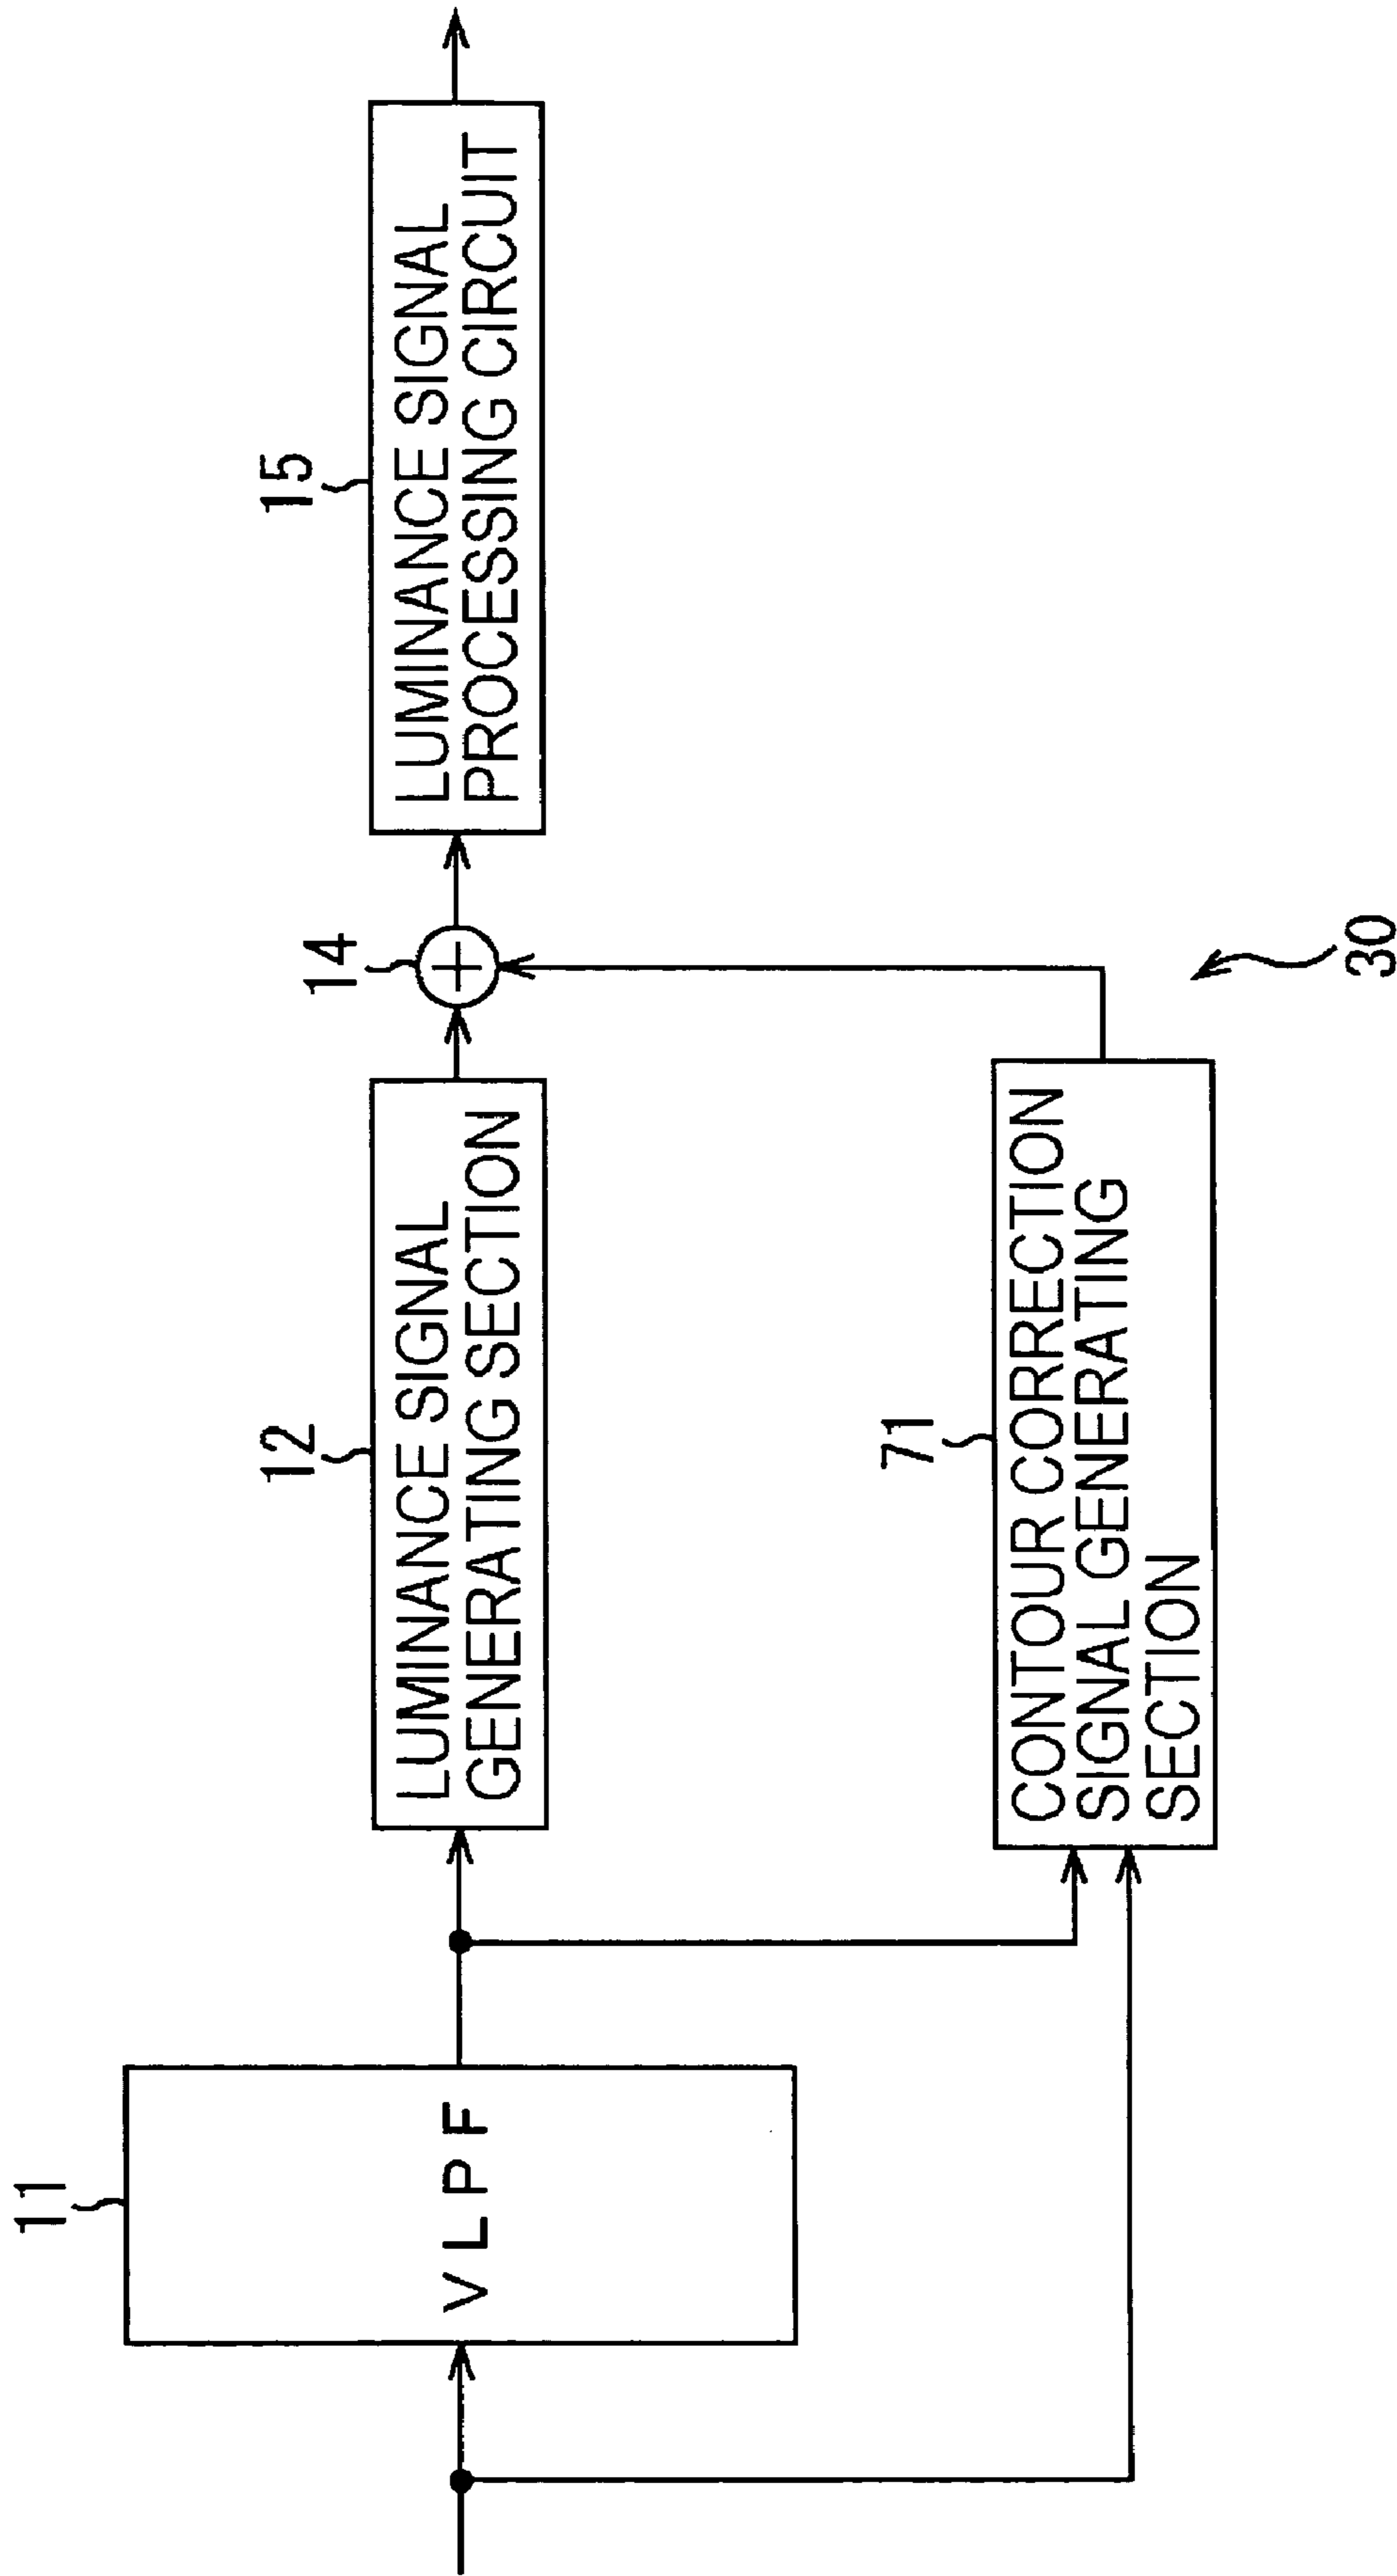 11
V L P F
12
LUMINANCE SIGNAL
GENERATING SECTION
14
15
LUMINANCE SIGNAL
PROCESSING CIRCUIT
71
CONTOUR CORRECTION
SIGNAL GENERATING
SECTION
30